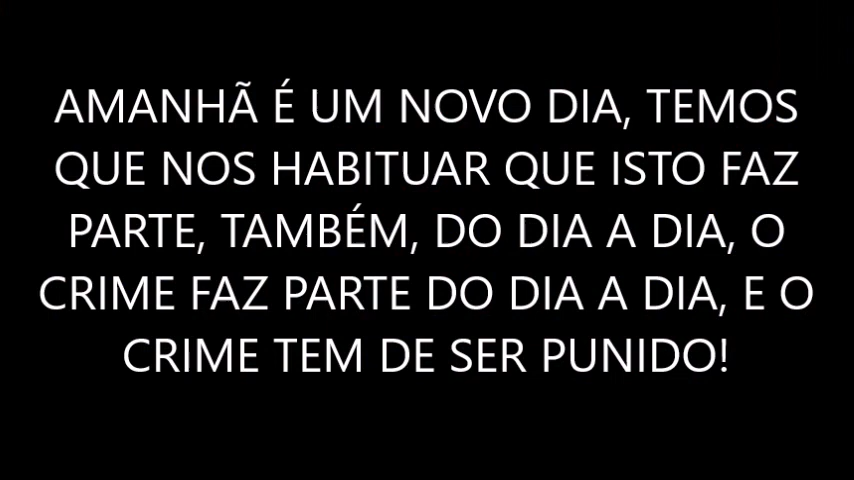 AMANHÃ É UM NOVO DIA, TEMOS
QUE NOS HABITUAR QUE ISTO FAZ
PARTE, TAMBÉM, DO DIA A DIA, O
CRIME FAZ PARTE DO DIA A DIA, E O
CRIME TEM DE SER PUNIDO!